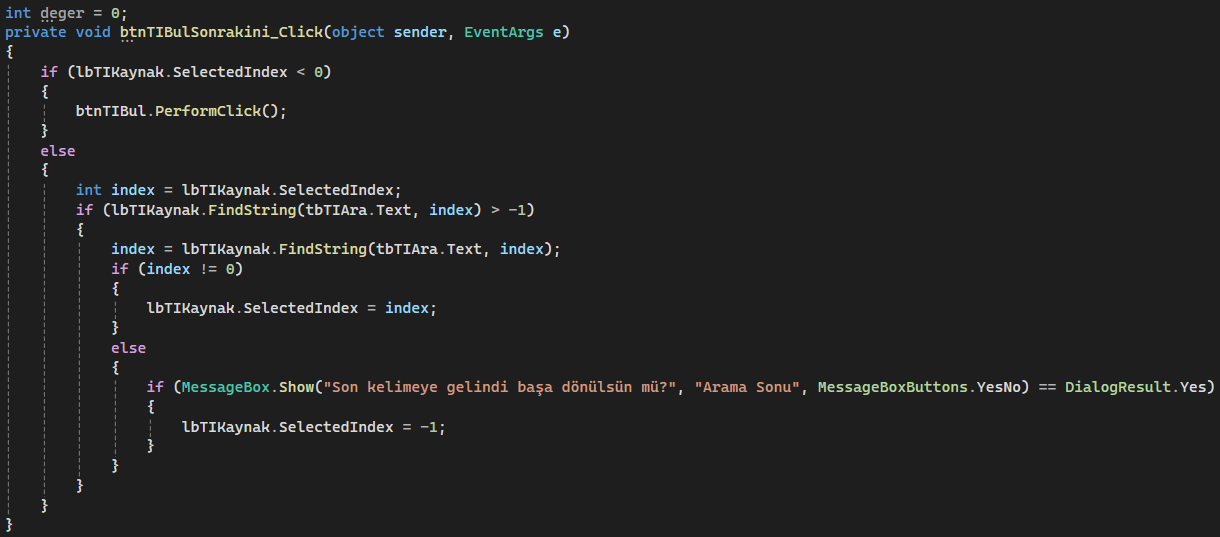 int deger = 0;
private void btnTIBulSonrakini_Click(object sender, EventArgs e)
{
    if (lbTIKaynak.SelectedIndex < 0)
    {
        btnTIBul.PerformClick();
    }
    else
    {
        int index = lbTIKaynak.SelectedIndex;
        if (lbTIKaynak.FindString(tbTIAra.Text, index) > -1)
        {
            index = lbTIKaynak.FindString(tbTIAra.Text, index);
            if (index != 0)
            {
                lbTIKaynak.SelectedIndex = index;
            }
            else
            {
                if (MessageBox.Show("Son kelimeye gelindi başa dönülsün mü?", "Arama Sonu", MessageBoxButtons.YesNo) == DialogResult.Yes)
                {
                    lbTIKaynak.SelectedIndex = -1;
                }
            }
        }
    }
}